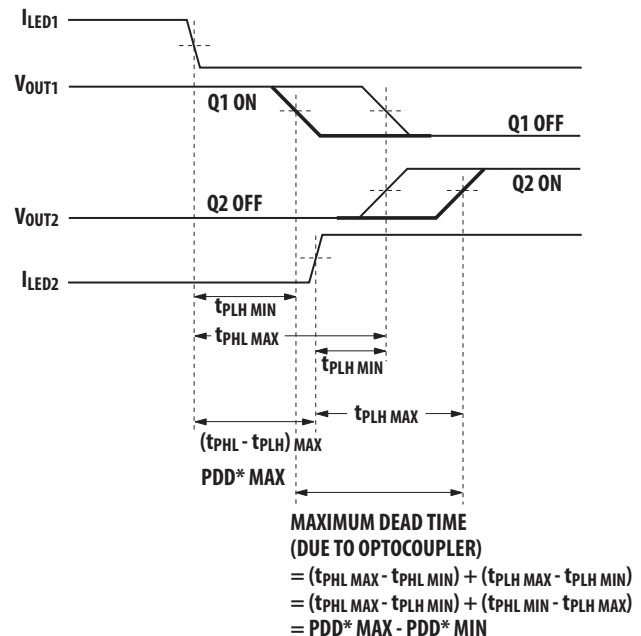 ILED1
VOUT1
Q1 ON
Q1 OFF
Q2 OFF
Q2 ON
VOUT2
ILED2
tPLH MIN
tPHL MAX
tPLH MIN
tPLH MAX
(tPHL - tPLH) MAX
PDD* MAX
MAXIMUM DEAD TIME
(DUE TO OPTOCOUPLER)
= (tPHL MAX - tPHL MIN) + (tPLH MAX - tPLH MIN)
= (tPHL MAX - tPLH MIN) + (tPHL MIN - tPLH MAX)
= PDD* MAX - PDD* MIN